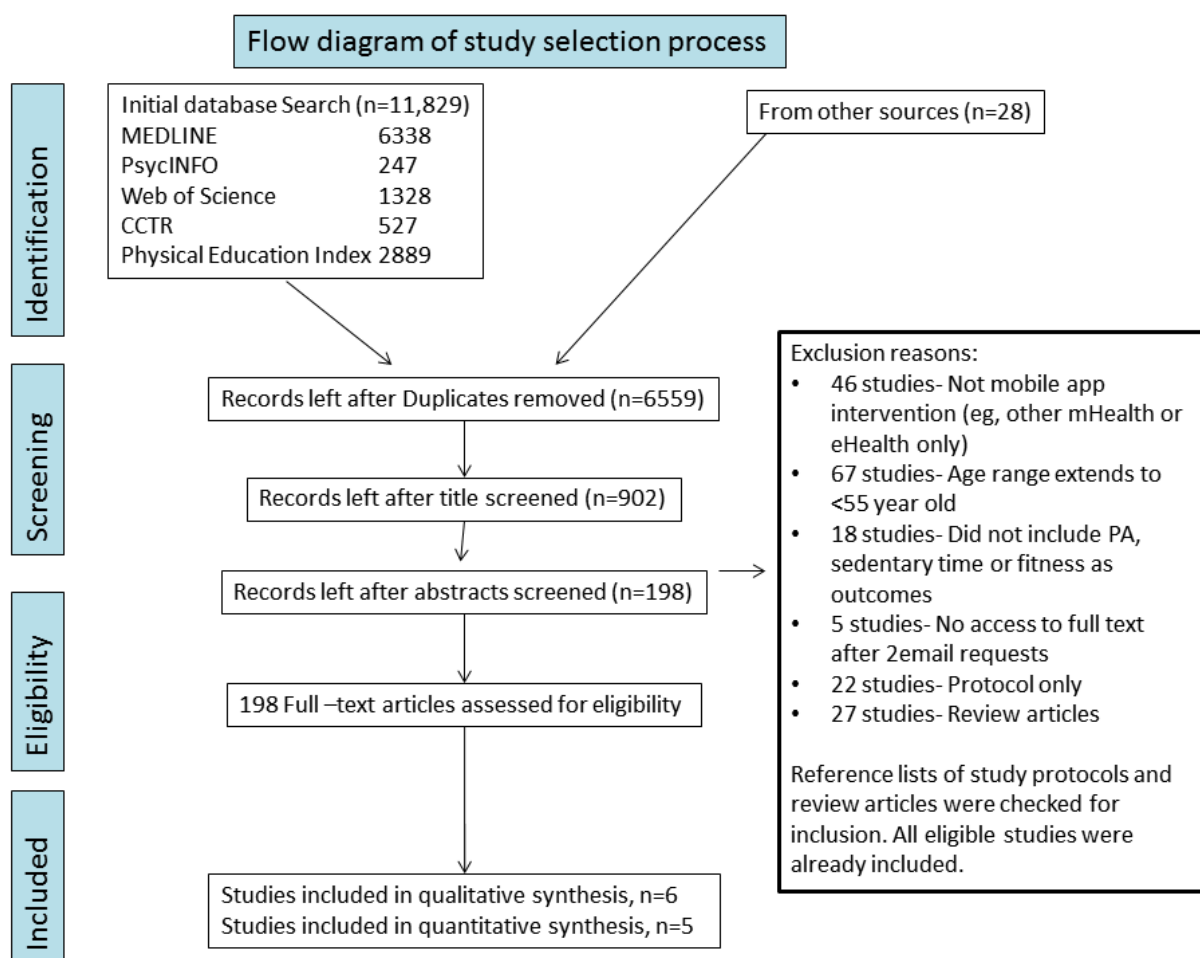 Flow diagram of study selection process
Identification
Initial database Search (n=11,829)
MEDLINE 6338
PsycINFO 247
Web of Science 1328
CCTR 527
Physical Education Index 2889
From other sources (n=28)
Screening
Records left after Duplicates removed (n=6559)
Records left after title screened (n=902)
Records left after abstracts screened (n=198)
Exclusion reasons:
• 46 studies- Not mobile app
intervention (eg, other mHealth or
eHealth only)
• 67 studies- Age range extends to
<55 year old
• 18 studies- Did not include PA,
sedentary time or fitness as
outcomes
• 5 studies- No access to full text
after 2email requests
• 22 studies- Protocol only
• 27 studies- Review articles
Reference lists of study protocols and
review articles were checked for
inclusion. All eligible studies were
already included.
Eligibility
198 Full –text articles assessed for eligibility
Included
Studies included in qualitative synthesis, n=6
Studies included in quantitative synthesis, n=5